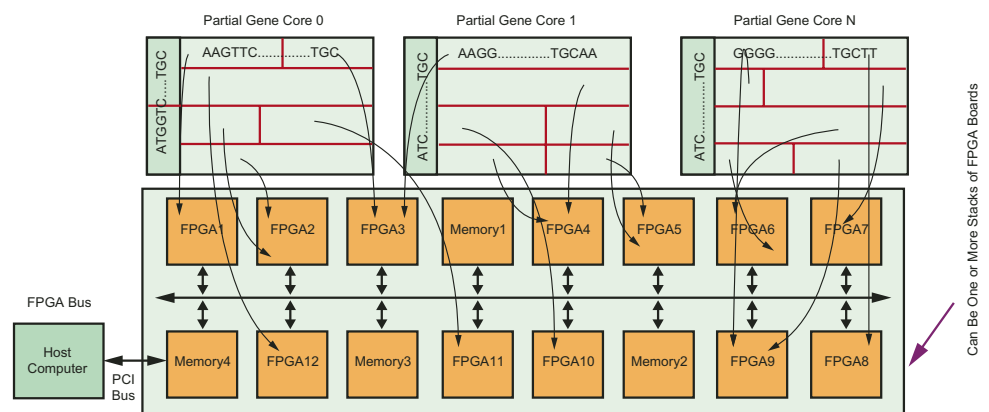 Partial Gene Core 0
Partial Gene Core 1
Partial Gene Core N
ATGGTC.....TGC
AAGTTC..............TGC
ATC.........TGC
AAGG..............TGCAA
ATC.........TGC
GGGG..............TGCTT
Can Be One or More Stacks of FPGA Boards
FPGA1
FPGA2
FPGA3
Memory1
FPGA4
FPGA5
FPGA6
FPGA7
FPGA Bus
Host
Computer
PCI
Bus
Memory4
FPGA12
Memory3
FPGA11
FPGA10
Memory2
FPGA9
FPGA8